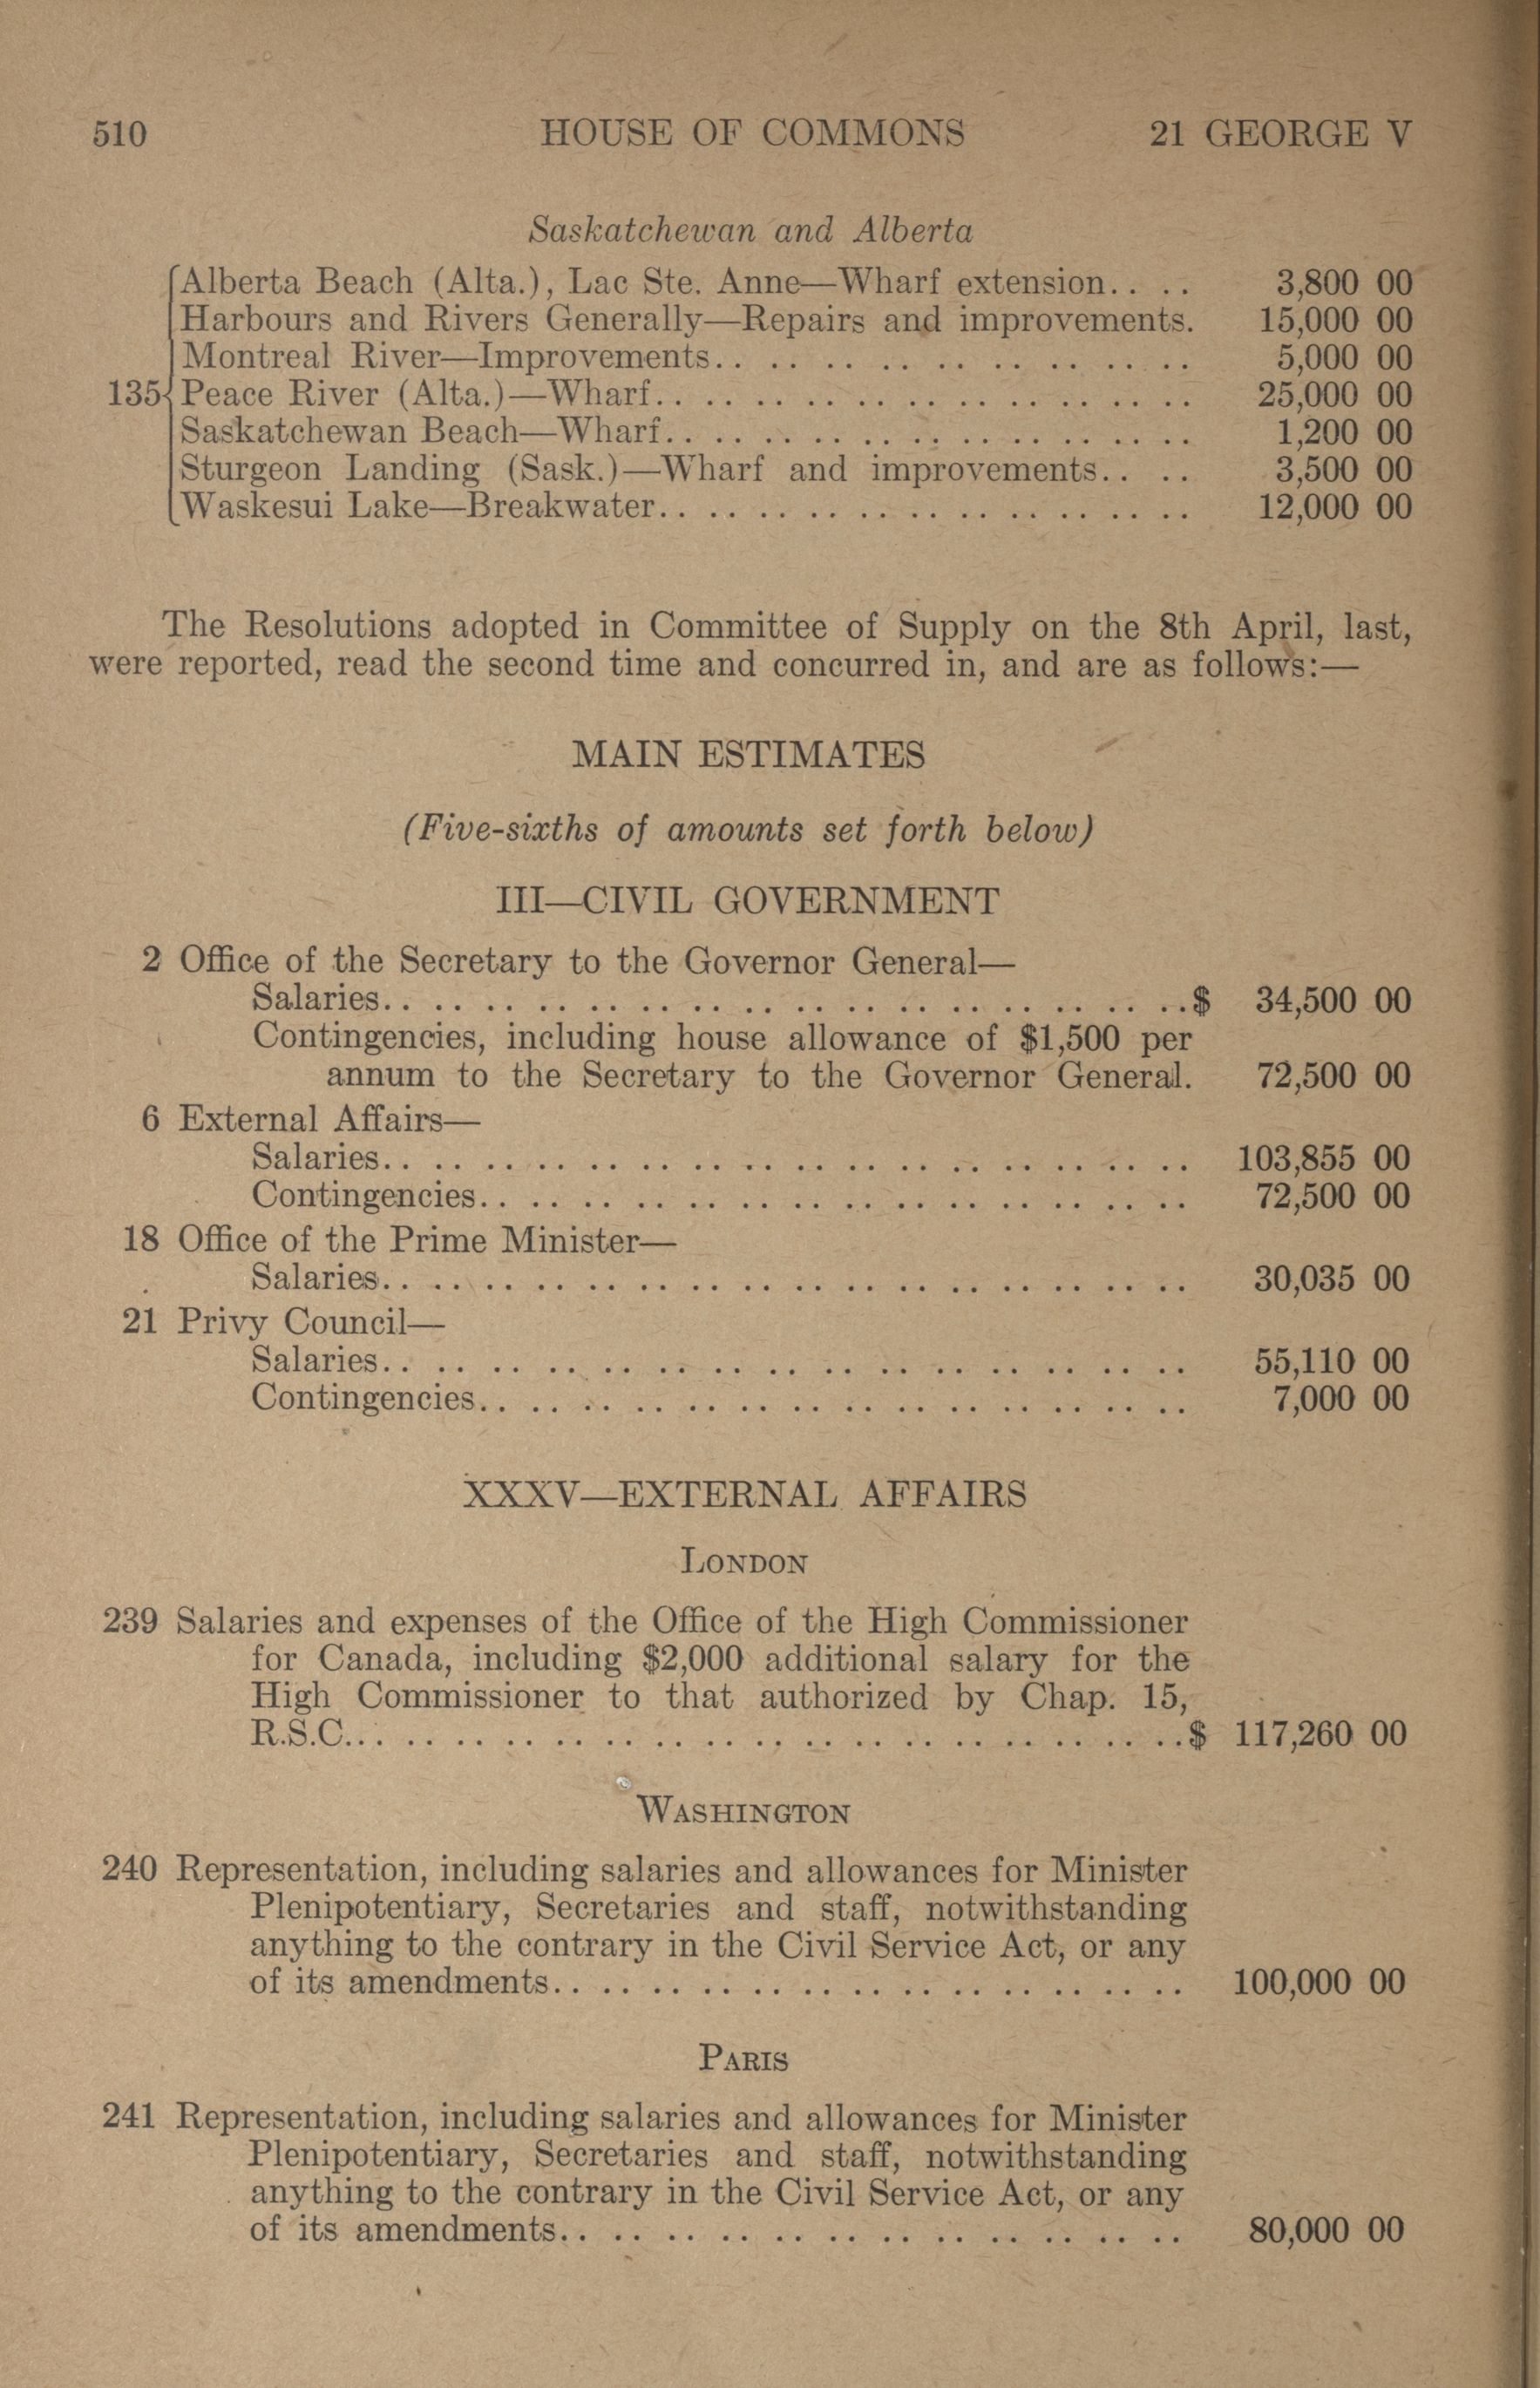 510 HOUSE OF COMMONS 21 GEORGE V
Saskatchewan and Alberta
Alberta Beach (Alta.), Lac Ste. Anne—Wharf extension.. .. 3,800 00
Harbours and Rivers Generally—Repairs and improvements. 15,000 00
Montreal River—Improvements.. .. .. .. .. .. .. .. .. .. 5,000 00
135 Peace River (Alta.)—Wharf.. .. .. .. .. .. .. .. .. .. .. 25,000 00
Saskatchewan Beach—Wharf.. .. .. .. .. .. .. .. .. .. .. 1,200 00
Sturgeon Landing (Sask.)—Wharf and improvements.. .. 3,500 00
Waskesui Lake—Breakwater.. .. .. .. .. .. .. .. .. .. .. 12,000 00
The Resolutions adopted in Committee of Supply on the 8th April, last,
were reported, read the second time and concurred in, and are as follows:—
MAIN ESTIMATES
(Five-sixths of amounts set forth below)
III—CIVIL GOVERNMENT
2 Office of the Secretary to the Governor General—
Salaries.. .. .. .. .. .. .. .. .. .. .. .. .. .. .. ..$ 34,500 00
Contingencies, including house allowance of $1,500 per
annum to the Secretary to the Governor General. 72,500 00
6 External Affairs—
Salaries.. .. .. .. .. .. .. .. .. .. .. .. .. .. .. .. 103,855 00
Contingencies.. .. .. .. .. .. .. .. .. .. .. .. .. .. 72,500 00
18 Office of the Prime Minister—
Salaries.. .. .. .. .. .. .. .. .. .. .. .. .. .. .. .. 30,035 00
21 Privy Council—
Salaries.. .. .. .. .. .. .. .. .. .. .. .. .. .. .. 55,110 00
Contingencies.. .. .. .. .. .. .. .. .. .. .. .. .. .. 7,000 00
XXXV—EXTERNAL AFFAIRS
LONDON
239 Salaries and expenses of the Office of the High Commissioner
for Canada, including $2,000 additional salary for the
High Commissioner to that authorized by Chap. 15,
R.S.C... .. .. .. .. .. .. .. .. .. .. .. .. .. .. .. ..$ 117,260 00
WASHINGTON
240 Representation, including salaries and allowances for Minister
Plenipotentiary, Secretaries and staff, notwithstanding
anything to the contrary in the Civil Service Act, or any
of its amendments.. .. .. .. .. .. .. .. .. .. .. .. .. 100,000 00
PARIS
241 Representation, including salaries and allowances for Minister
Plenipotentiary, Secretaries and staff, notwithstanding
anything to the contrary in the Civil Service Act, or any
of its amendments.. .. .. .. .. .. .. .. .. .. .. .. 80,000 00